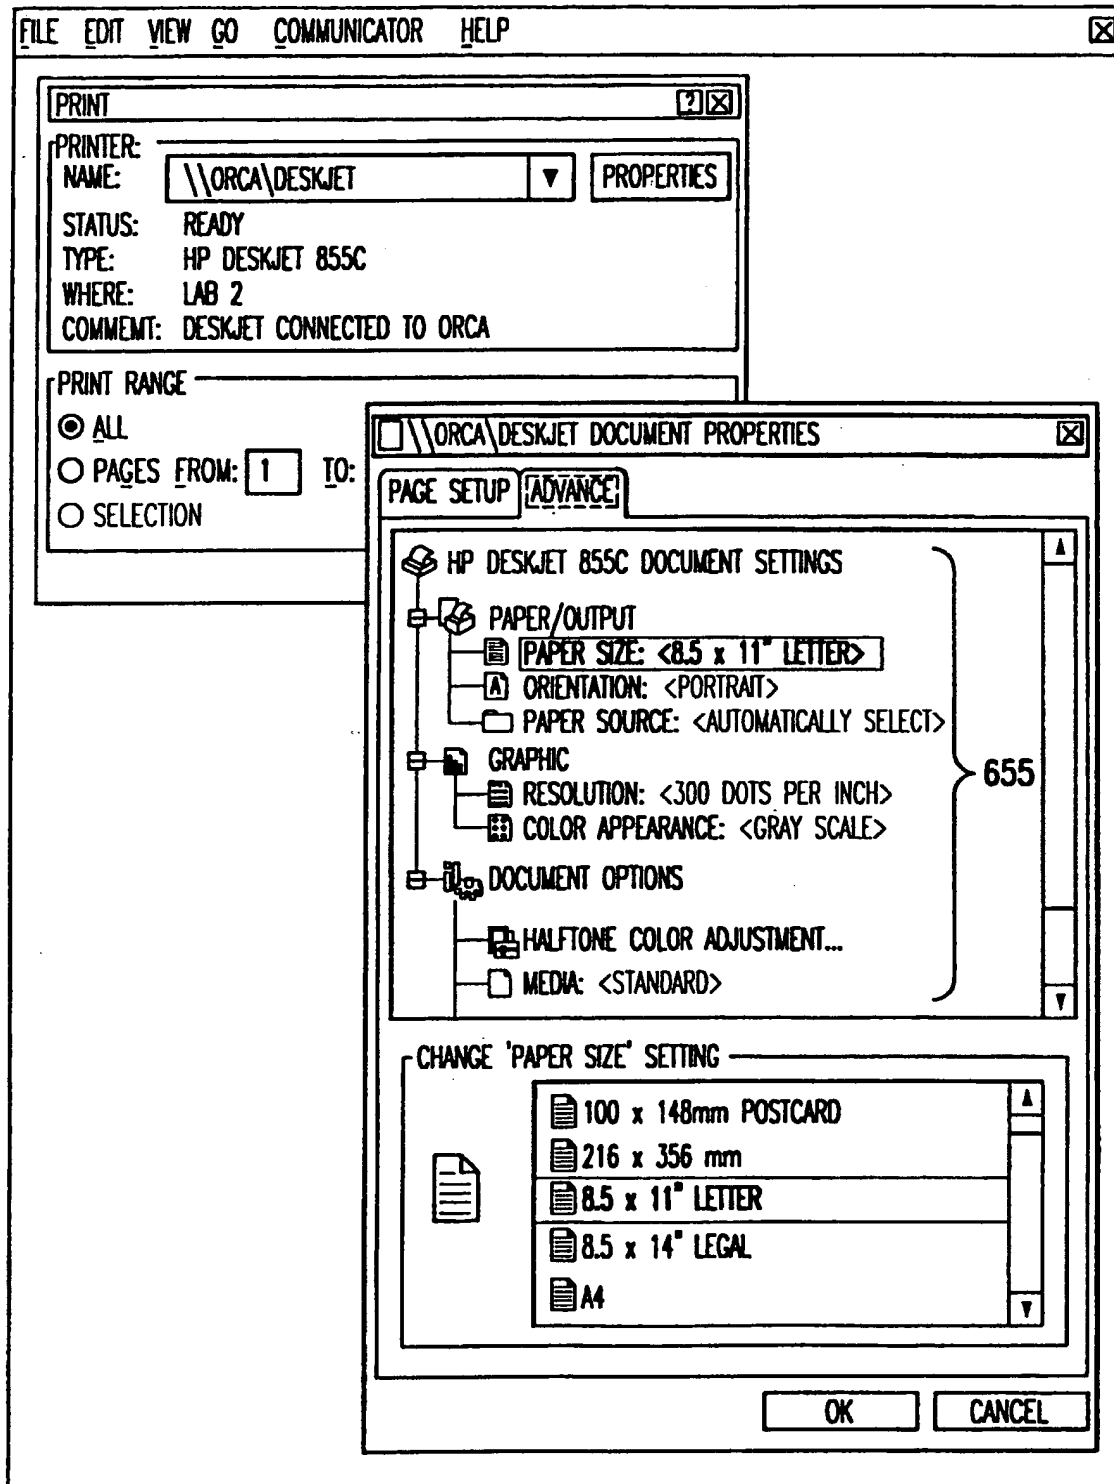 FILE EDIT VIEW GO COMMUNICATOR HELP
PRINT
PRINTER:
NAME: \\ORCA\DESKJET PROPERTIES
STATUS: READY
TYPE: HP DESKJET 855C
WHERE: LAB 2
COMMEMT: DESKJET CONNECTED TO ORCA
PRINT RANGE
ALL
PAGES FROM: 1 TO:
SELECTION
\\ORCA\DESKJET DOCUMENT PROPERTIES
PAGE SETUP ADVANCE
HP DESKJET 855C DOCUMENT SETTINGS
PAPER/OUTPUT
PAPER SIZE: <8.5 x 11" LETTER>
ORIENTATION: <PORTRAIT>
PAPER SOURCE: <AUTOMATICALLY SELECT>
GRAPHIC
RESOLUTION: <300 DOTS PER INCH>
COLOR APPEARANCE: <GRAY SCALE>
DOCUMENT OPTIONS
HALFTONE COLOR ADJUSTMENT...
MEDIA: <STANDARD>
655
CHANGE 'PAPER SIZE' SETTING
100 x 148mm POSTCARD
216 x 356 mm
8.5 x 11" LETTER
8.5 x 14" LEGAL
A4
OK CANCEL